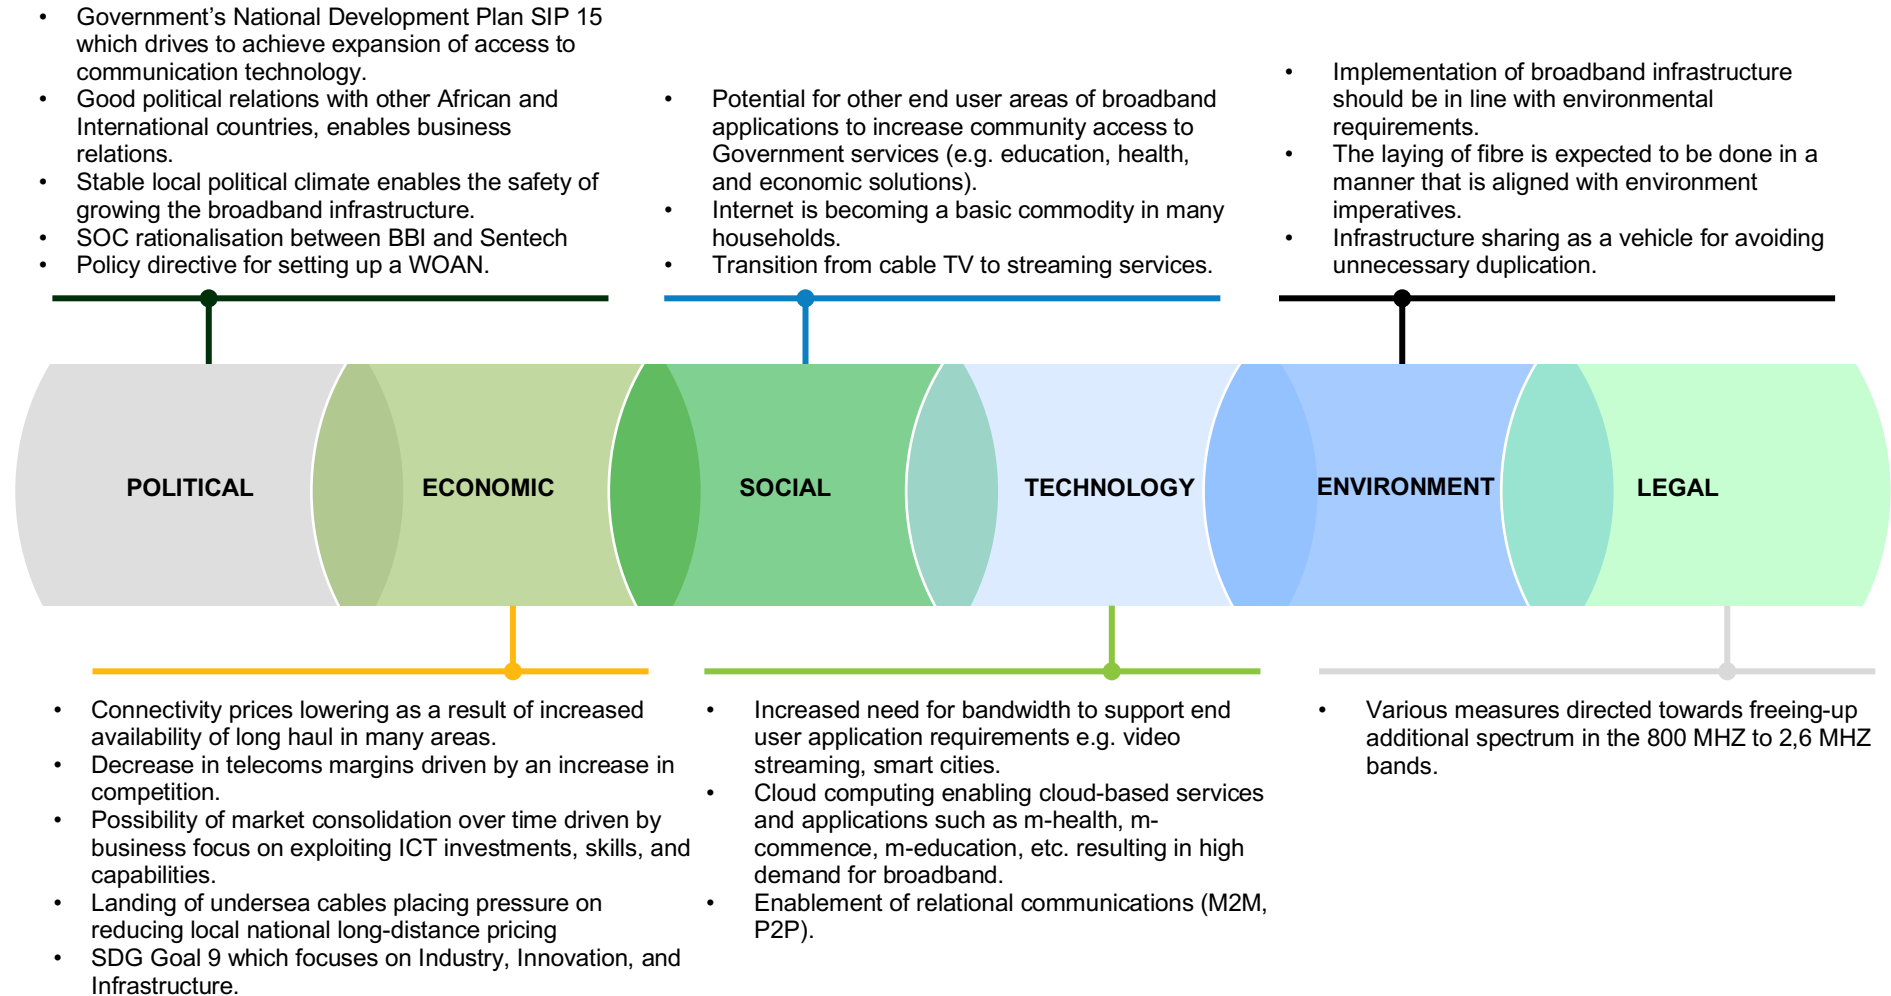 • Government’s National Development Plan SIP 15
which drives to achieve expansion of access to
communication technology.
• Good political relations with other African and
International countries, enables business
relations.
• Stable local political climate enables the safety of
growing the broadband infrastructure.
• SOC rationalisation between BBI and Sentech
• Policy directive for setting up a WOAN.
• Potential for other end user areas of broadband
applications to increase community access to
Government services (e.g. education, health,
and economic solutions).
• Internet is becoming a basic commodity in many
households.
• Transition from cable TV to streaming services.
• Implementation of broadband infrastructure
should be in line with environmental
requirements.
• The laying of fibre is expected to be done in a
manner that is aligned with environment
imperatives.
• Infrastructure sharing as a vehicle for avoiding
unnecessary duplication.
POLITICAL
ECONOMIC
SOCIAL
TECHNOLOGY
ENVIRONMENT
LEGAL
• Connectivity prices lowering as a result of increased
availability of long haul in many areas.
• Decrease in telecoms margins driven by an increase in
competition.
• Possibility of market consolidation over time driven by
business focus on exploiting ICT investments, skills, and
capabilities.
• Landing of undersea cables placing pressure on
reducing local national long-distance pricing
• SDG Goal 9 which focuses on Industry, Innovation, and
Infrastructure.
• Increased need for bandwidth to support end
user application requirements e.g. video
streaming, smart cities.
• Cloud computing enabling cloud-based services
and applications such as m-health, m-
commence, m-education, etc. resulting in high
demand for broadband.
• Enablement of relational communications (M2M,
P2P).
• Various measures directed towards freeing-up
additional spectrum in the 800 MHZ to 2,6 MHZ
bands.